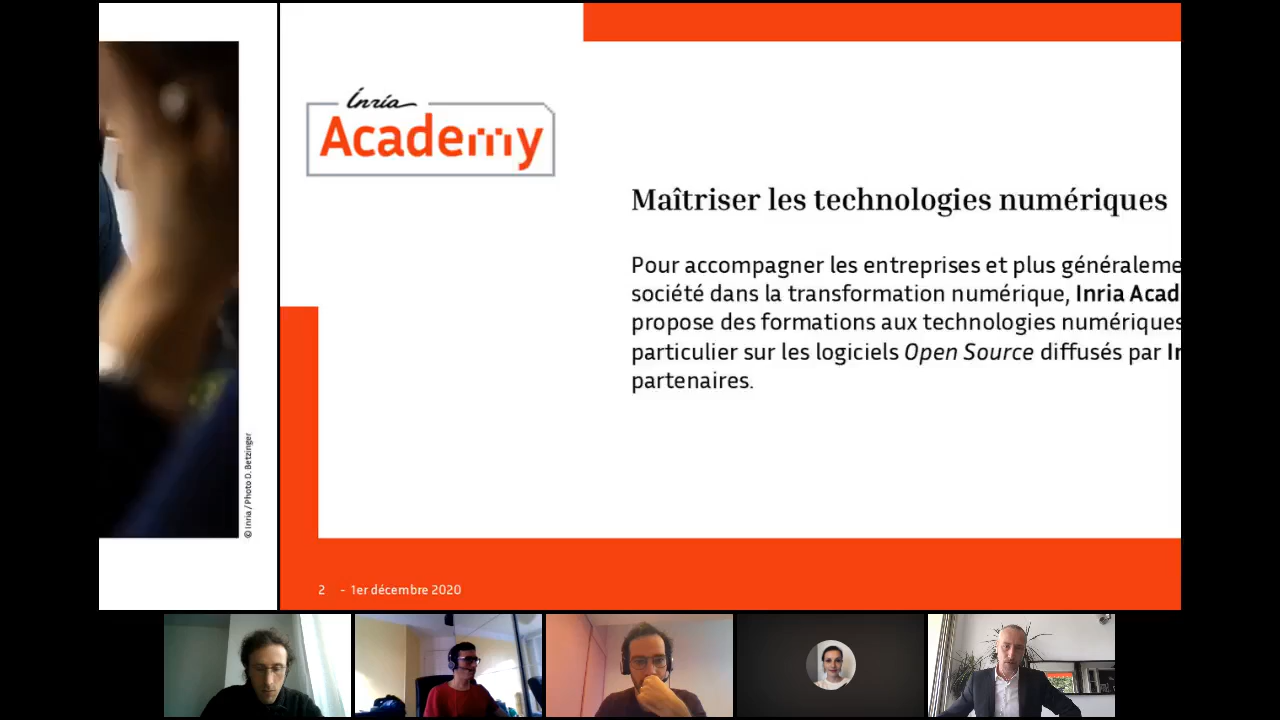 © Inria / Photo D. Betzinger
Inria
Academy
Maîtriser les technologies numériques
Pour accompagner les entreprises et plus généraleme
société dans la transformation numérique, Inria Acad
propose des formations aux technologies numériques
particulier sur les logiciels Open Source diffusés par In
partenaires.
2 - 1er décembre 2020